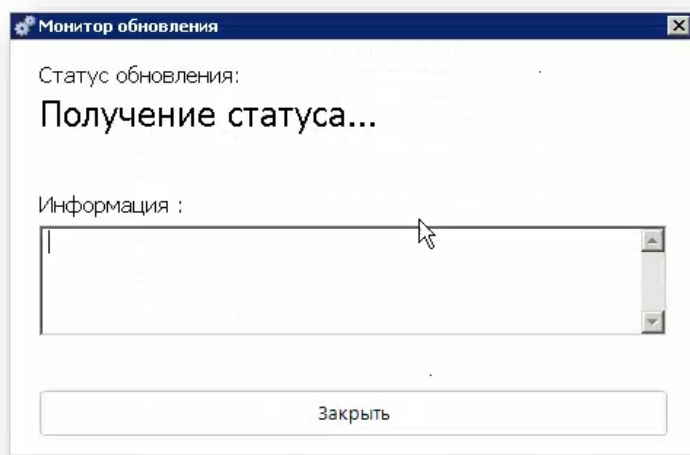 Монитор обновления
Статус обновления:
Получение статуса...
Информация :
Закрыть